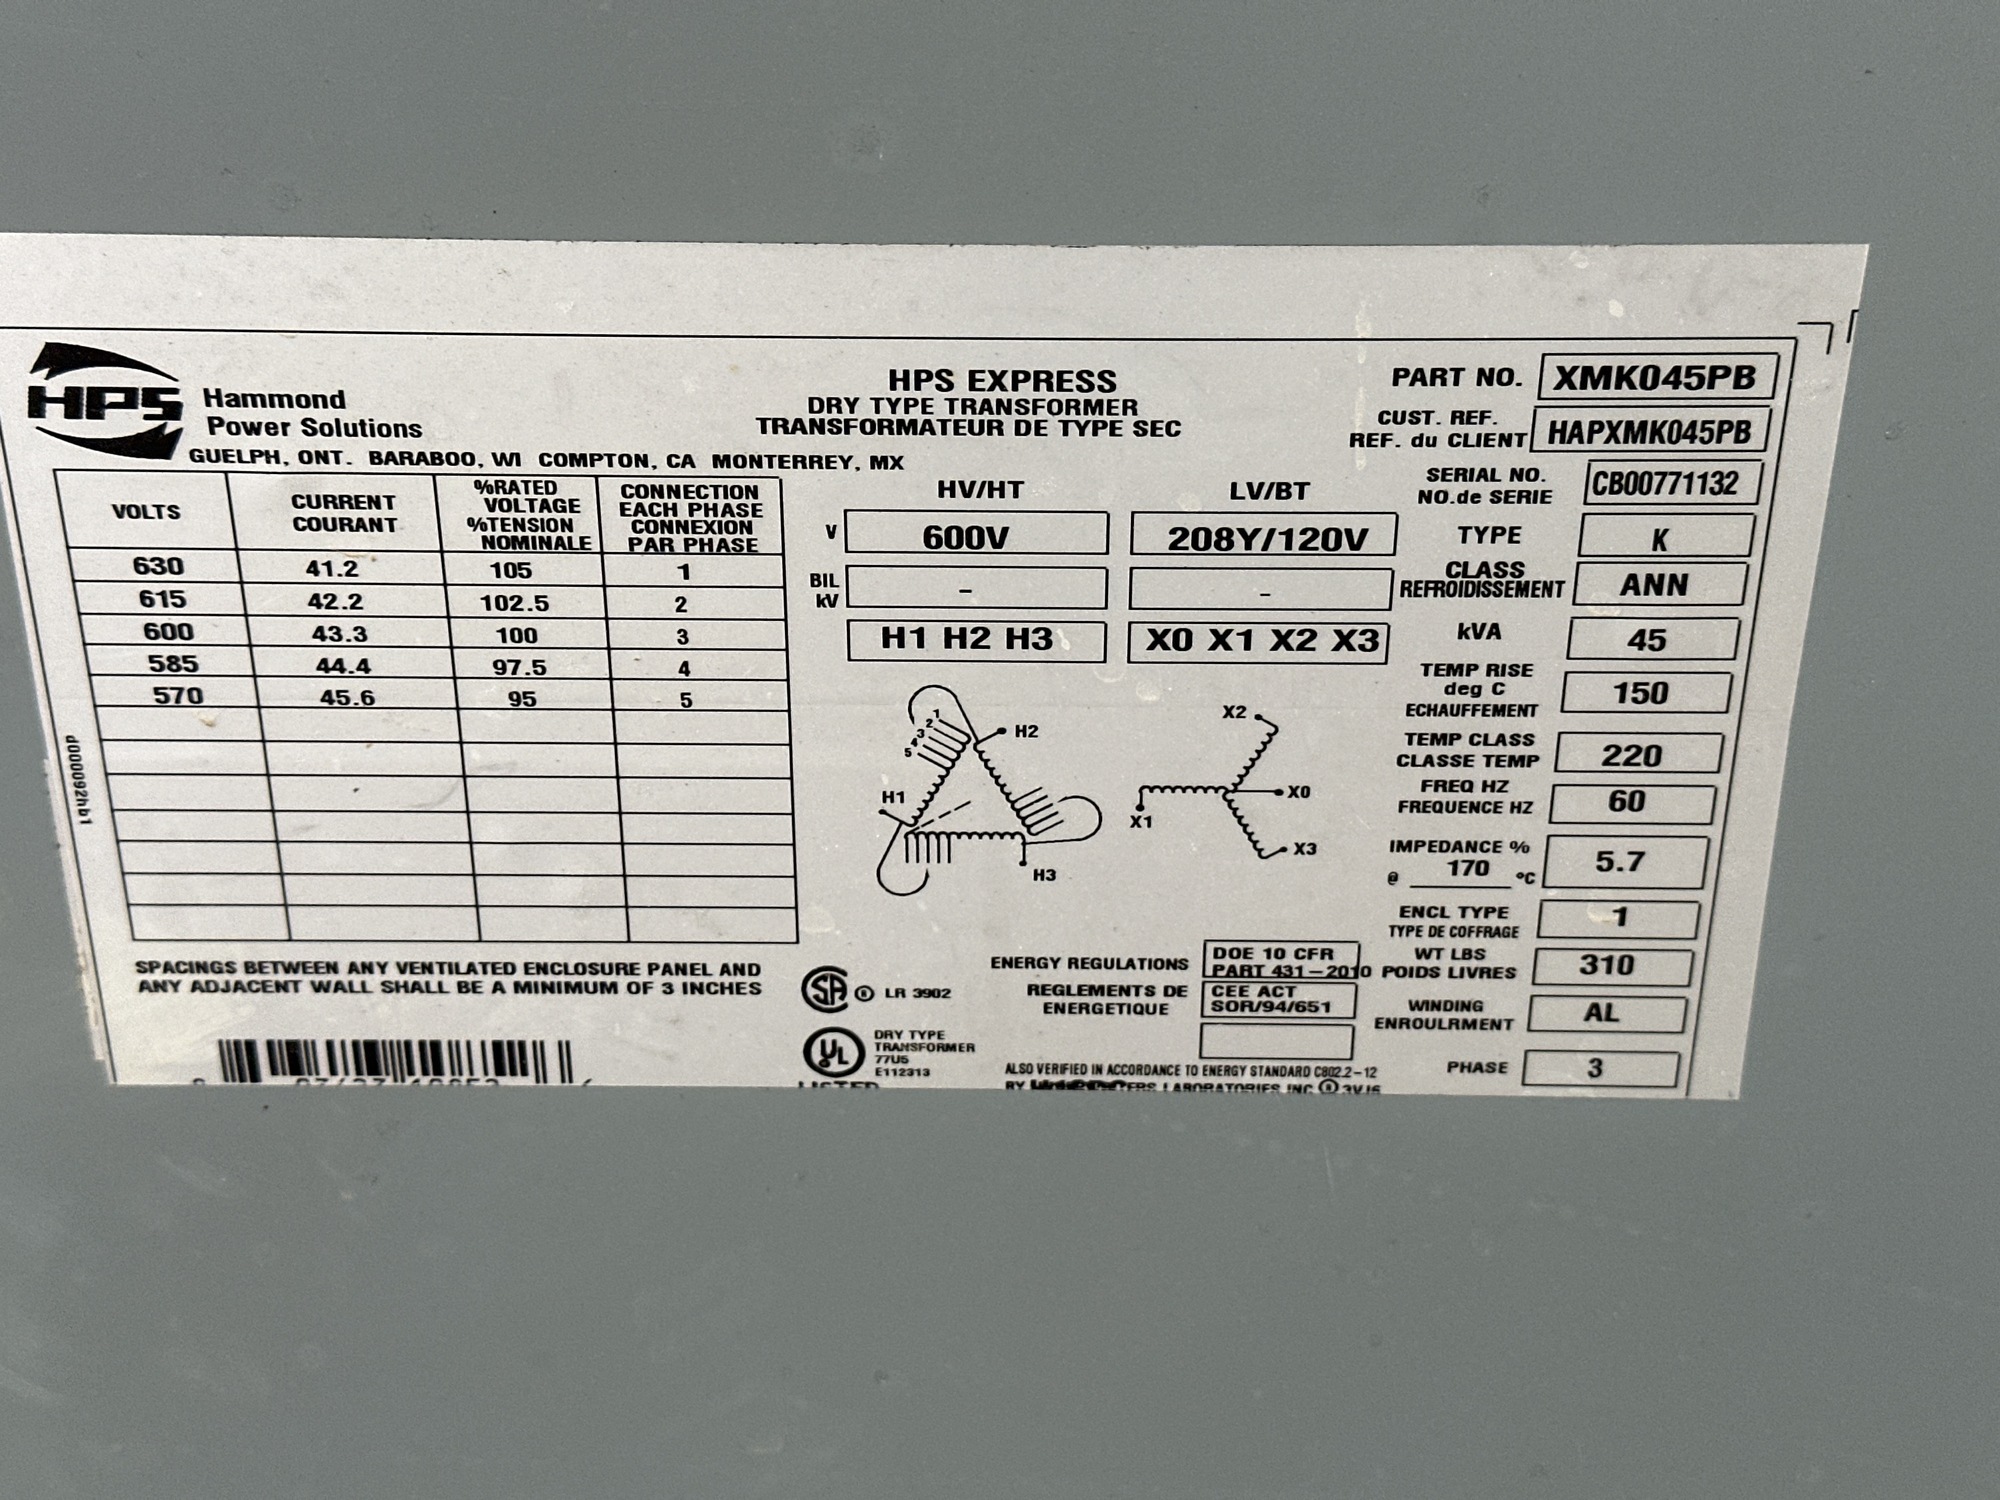 HPS Hammond
Power Solutions
GUELPH, ONT. BARABOO, WI COMPTON, CA MONTERREY, MX
HPS EXPRESS
DRY TYPE TRANSFORMER
TRANSFORMATEUR DE TYPE SEC
PART NO. XMK045PB
CUST. REF.
REF. du CLIENT HAPXMK045PB
SERIAL NO.
NO.de SERIE CB00771132
VOLTS CURRENT COURANT %RATED VOLTAGE %TENSION NOMINALE CONNECTION EACH PHASE CONNEXION PAR PHASE
630 41.2 105 1
615 42.2 102.5 2
600 43.3 100 3
585 44.4 97.5 4
570 45.6 95 5
HV/HT LV/BT
V 600V 208Y/120V
BIL kV - -
H1 H2 H3 X0 X1 X2 X3
1
2
3
4
5
H2
H1
H3
X2
X0
X1
X3
TYPE K
CLASS
REFROIDISSEMENT ANN
kVA 45
TEMP RISE
deg C
ECHAUFFEMENT 150
TEMP CLASS
CLASSE TEMP 220
FREQ HZ
FREQUENCE HZ 60
IMPEDANCE %
@ 170 °C 5.7
ENCL TYPE
TYPE DE COFFRAGE 1
WT LBS
POIDS LIVRES 310
WINDING
ENROULRMENT AL
PHASE 3
d000092hb1
SPACINGS BETWEEN ANY VENTILATED ENCLOSURE PANEL AND
ANY ADJACENT WALL SHALL BE A MINIMUM OF 3 INCHES
SA LR 3902
UL DRY TYPE
TRANSFORMER
77U5
E112313
LISTED
ENERGY REGULATIONS DOE 10 CFR
PART 431-2010
REGLEMENTS DE
ENERGETIQUE CEE ACT
SOR/94/651
ALSO VERIFIED IN ACCORDANCE TO ENERGY STANDARD C802.2-12
BY LABORATORIES INC